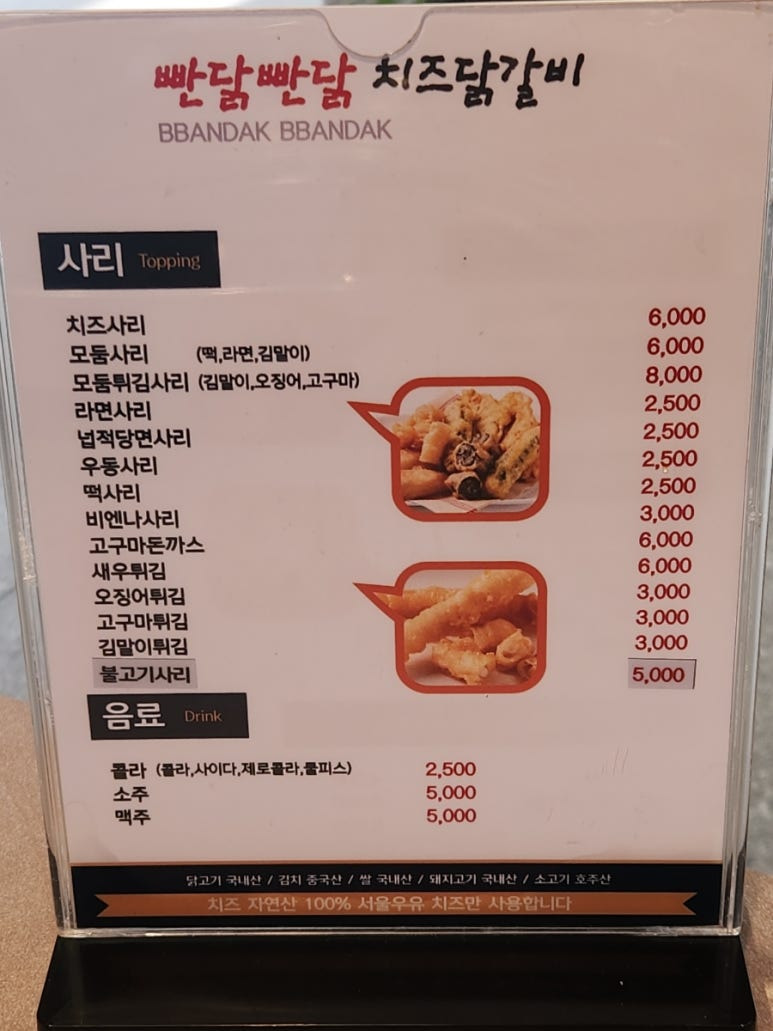 빤닭빤닭 치즈닭갈비
BBANDAK BBANDAK
사리 Topping
치즈사리 6,000
모둠사리 (떡,라면,김말이) 6,000
모둠튀김사리 (김말이,오징어,고구마) 8,000
라면사리 2,500
넙적당면사리 2,500
우동사리 2,500
떡사리 2,500
비엔나사리 3,000
고구마돈까스 6,000
새우튀김 6,000
오징어튀김 3,000
고구마튀김 3,000
김말이튀김 3,000
불고기사리 5,000
음료 Drink
콜라 (콜라,사이다,제로콜라,쿨피스) 2,500
소주 5,000
맥주 5,000
닭고기 국내산 / 김치 중국산 / 쌀 국내산 / 돼지고기 국내산 / 소고기 호주산
치즈 자연산 100% 서울우유 치즈만 사용합니다